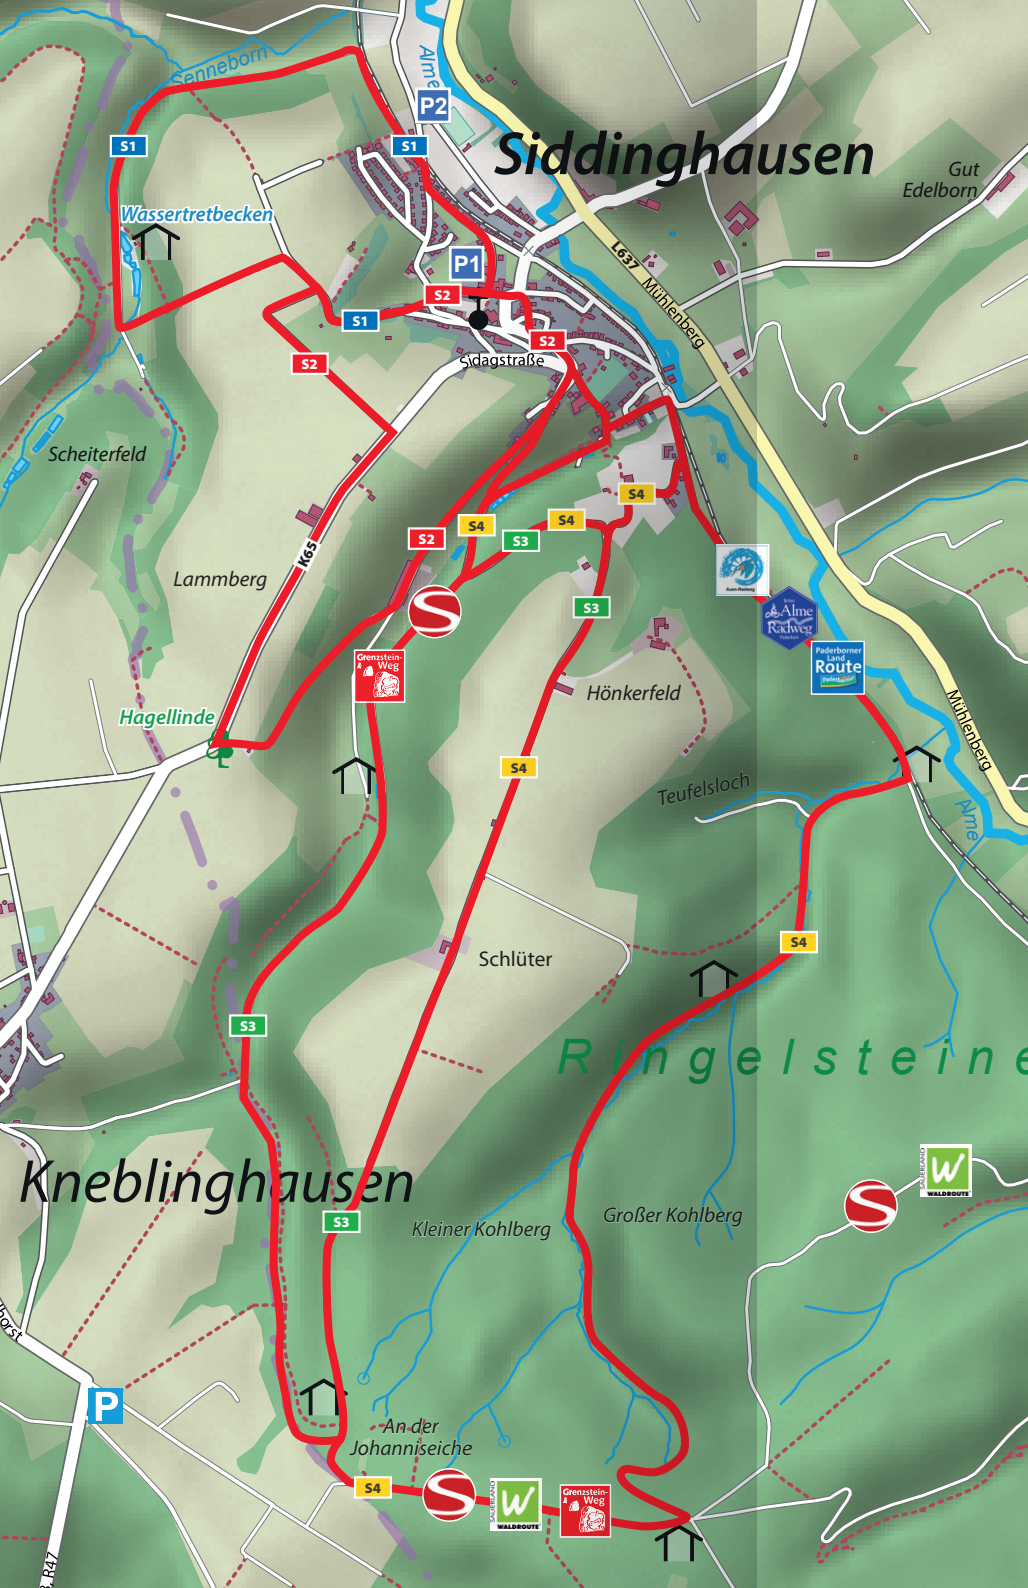 Senneborn
Alme
P2
S1
S1
Siddinghausen
Gut
Edelborn
Wassertretbecken
L637
Mühlenberg
P1
S2
S1
S2
S2
Sidagstraße
Scheiterfeld
S4
S4
S4
S2
S3
K65
Lammberg
S
S3
Alme
Radweg
Paderborner
Land
Route
Grenzstein-
Weg
Hönkerfeld
Mühlenberg
Hagellinde
S4
Teufelsloch
Alme
S4
Schlüter
S3
Ringelsteine
Kneblinghausen
SAUERLAND
W
WALDROUTE
S
S3
Kleiner Kohlberg
Großer Kohlberg
horst
P
An der
Johanniseiche
S4
S
SAUERLAND
W
WALDROUTE
Grenzstein-
Weg
R47